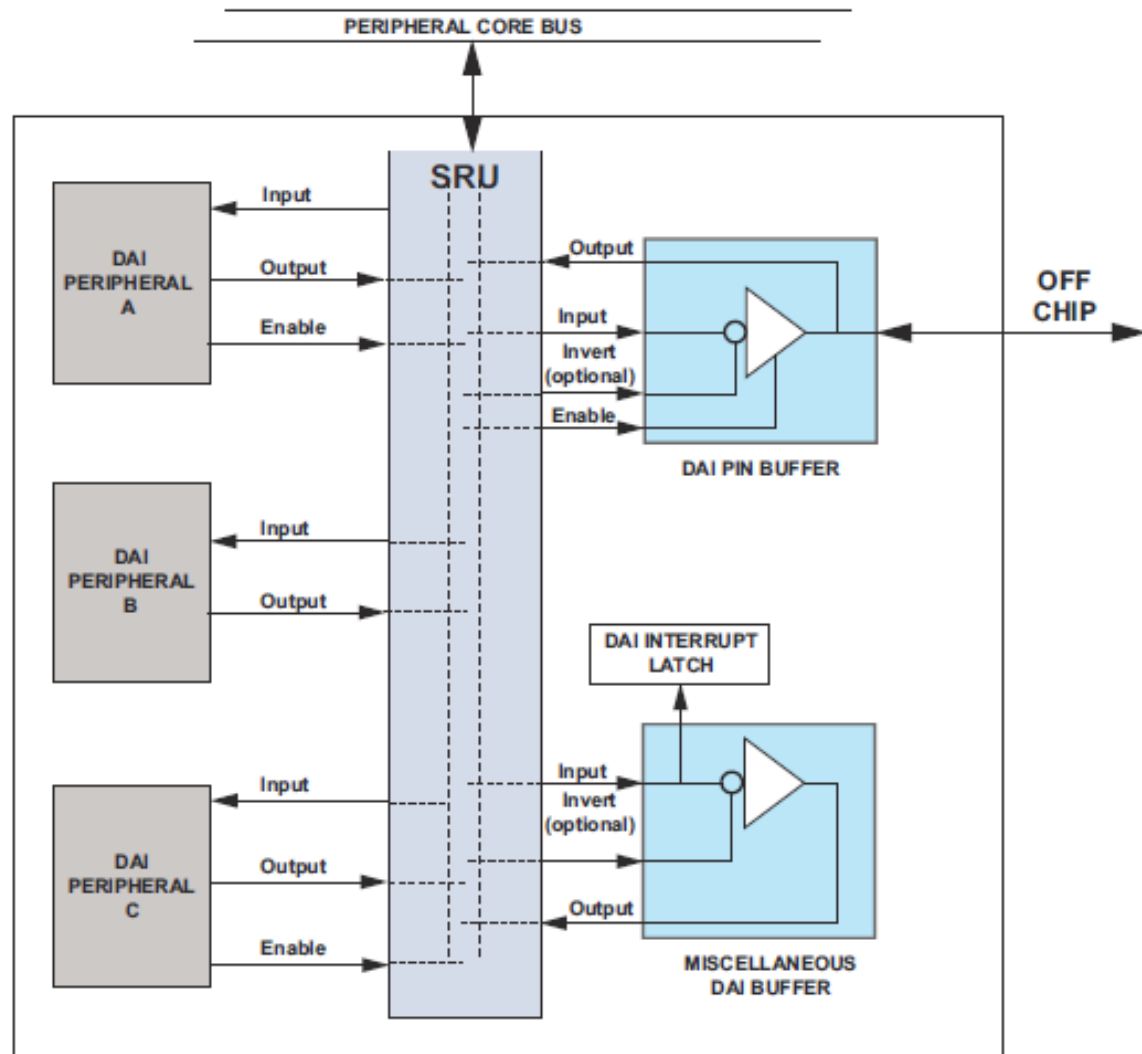 PERIPHERAL CORE BUS
SRU
DAI
PERIPHERAL
A
Input
Output
Enable
Output
Input
Invert
(optional)
Enable
DAI PIN BUFFER
OFF
CHIP
DAI
PERIPHERAL
B
Input
Output
DAI INTERRUPT
LATCH
DAI
PERIPHERAL
C
Input
Output
Enable
Input
Invert
(optional)
Output
MISCELLANEOUS
DAI BUFFER